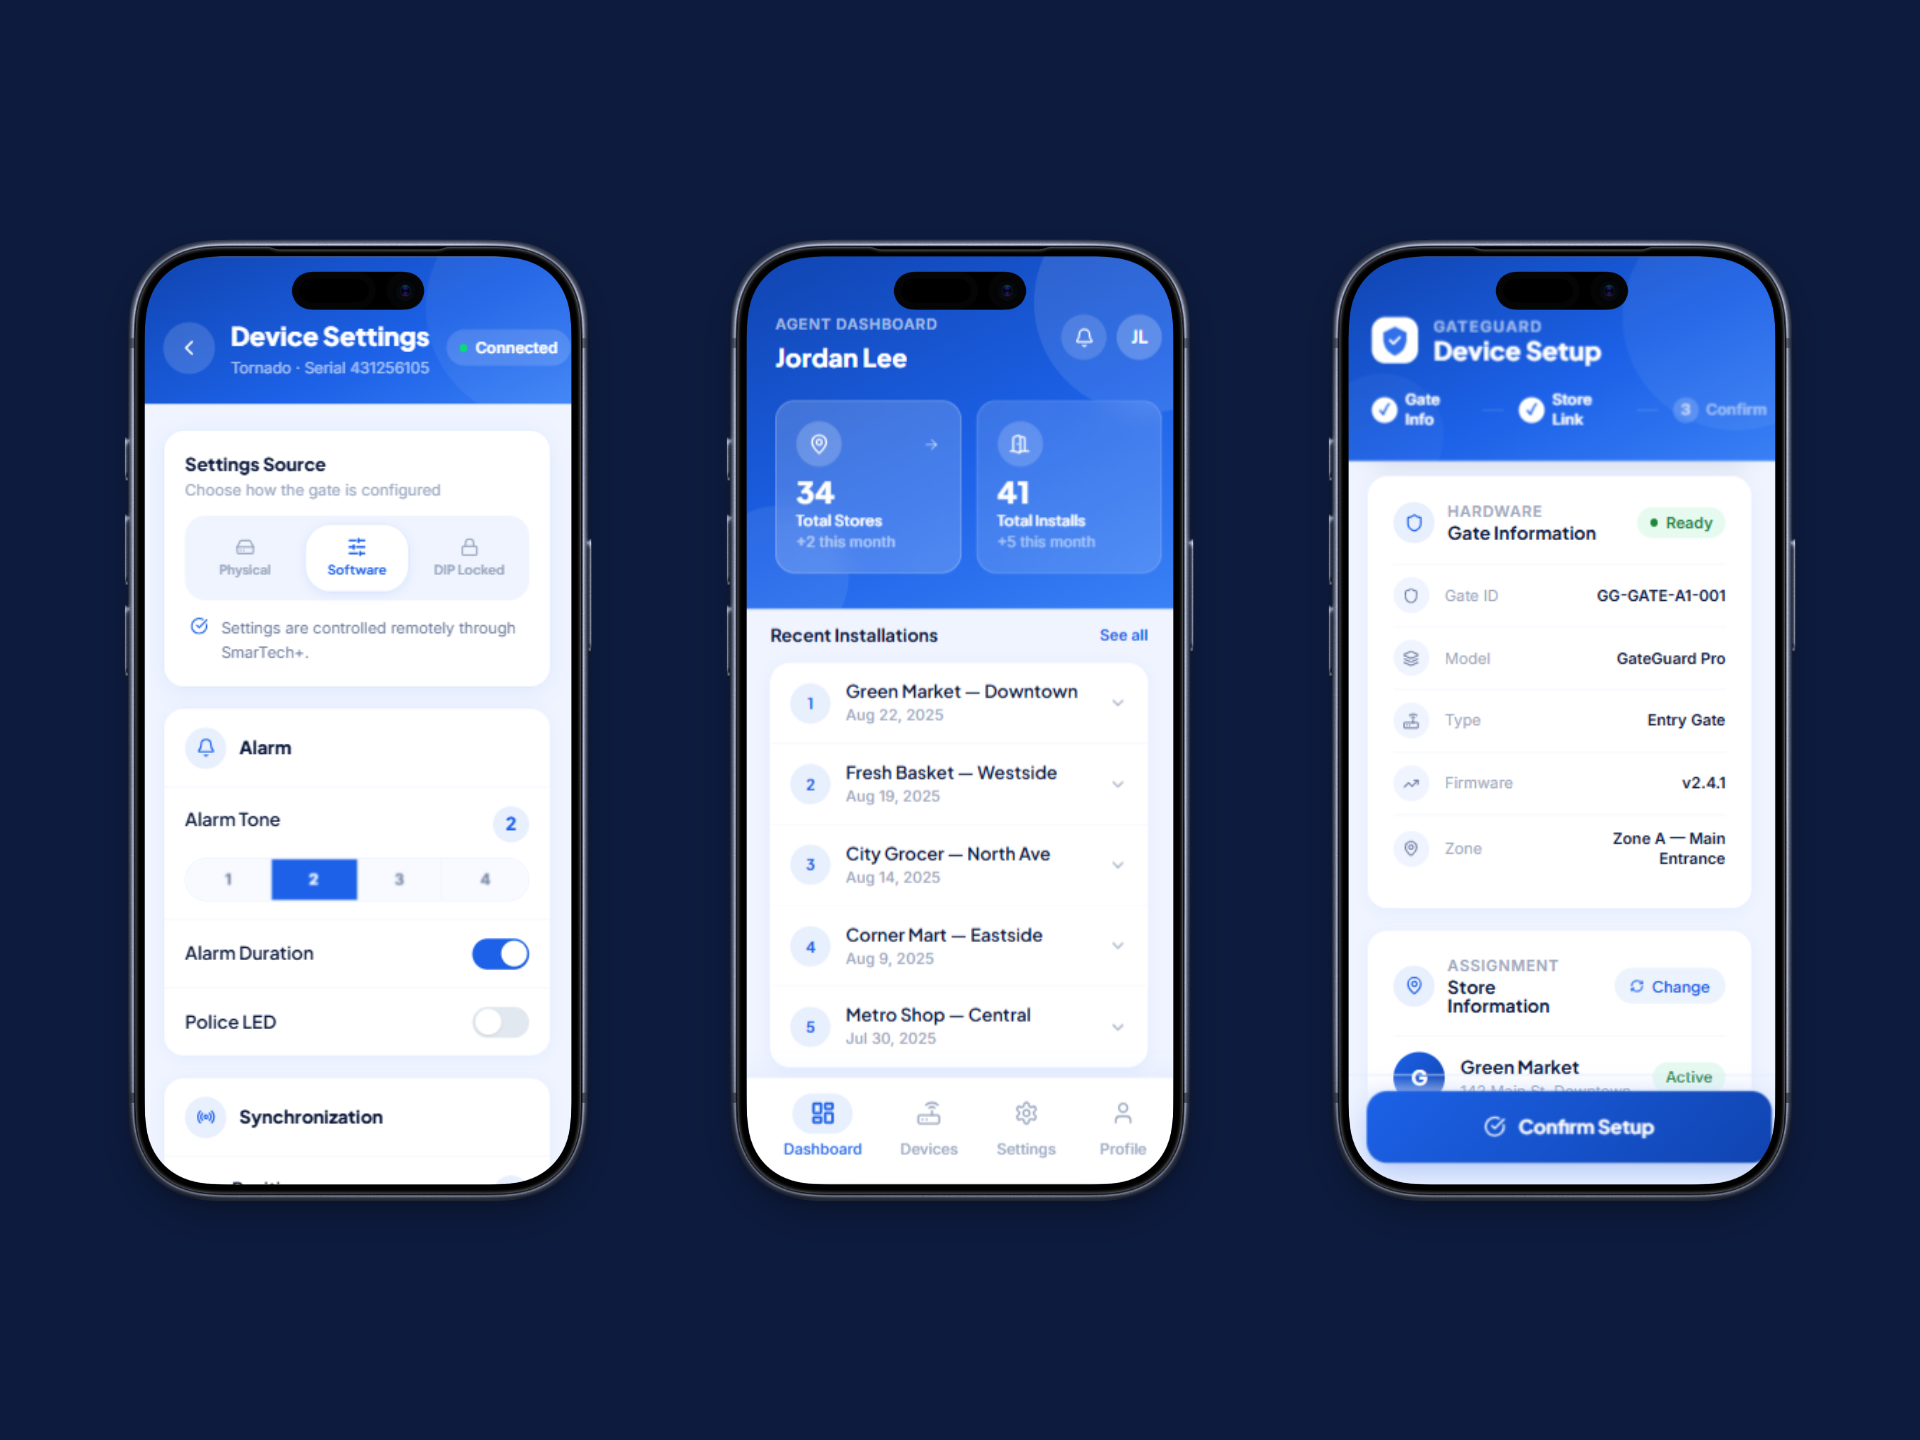 Device Settings
Tornado · Serial 431256105
Connected
Settings Source
Choose how the gate is configured
Physical
Software
DIP Locked
Settings are controlled remotely through
SmarTech+.
Alarm
Alarm Tone
2
1
2
3
4
Alarm Duration
Police LED
Synchronization
AGENT DASHBOARD
Jordan Lee
JL
34
Total Stores
+2 this month
41
Total Installs
+5 this month
Recent Installations
See all
1
Green Market — Downtown
Aug 22, 2025
2
Fresh Basket — Westside
Aug 19, 2025
3
City Grocer — North Ave
Aug 14, 2025
4
Corner Mart — Eastside
Aug 9, 2025
5
Metro Shop — Central
Jul 30, 2025
Dashboard
Devices
Settings
Profile
GATEGUARD
Device Setup
Gate
Info
Store
Link
3
Confirm
HARDWARE
Gate Information
Ready
Gate ID
GG-GATE-A1-001
Model
GateGuard Pro
Type
Entry Gate
Firmware
v2.4.1
Zone
Zone A — Main
Entrance
ASSIGNMENT
Store
Information
Change
G
Green Market
142 Main St, Downtown
Active
Confirm Setup